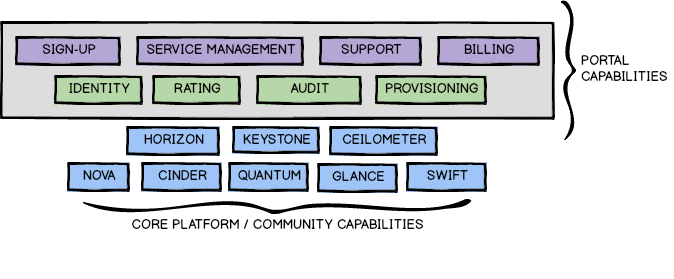 SIGN-UP SERVICE MANAGEMENT SUPPORT BILLING
PORTAL
CAPABILITIES
IDENTITY RATING AUDIT PROVISIONING
HORIZON KEYSTONE CEILOMETER
NOVA CINDER QUANTUM GLANCE SWIFT
CORE PLATFORM / COMMUNITY CAPABILITIES